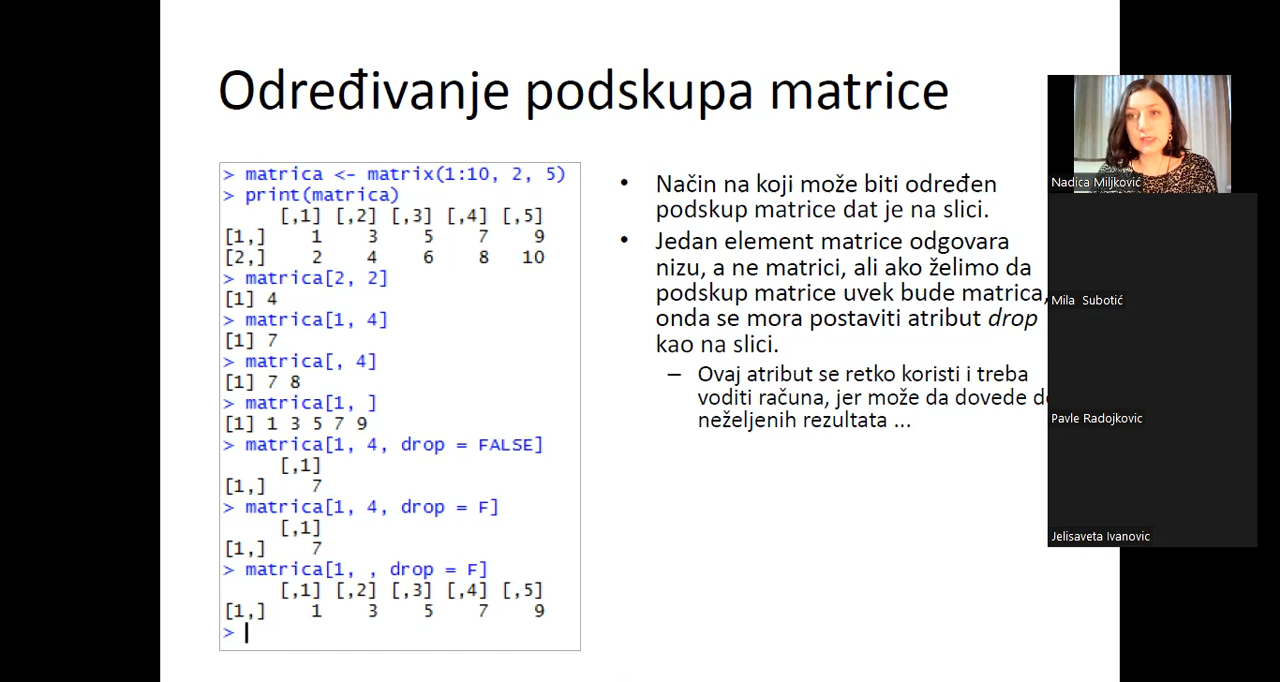 Određivanje podskupa matrice
> matrica <- matrix(1:10, 2, 5)
> print(matrica)
[,1] [,2] [,3] [,4] [,5]
[1,] 1 3 5 7 9
[2,] 2 4 6 8 10
> matrica[2, 2]
[1] 4
> matrica[1, 4]
[1] 7
> matrica[, 4]
[1] 7 8
> matrica[1, ]
[1] 1 3 5 7 9
> matrica[1, 4, drop = FALSE]
[,1]
[1,] 7
> matrica[1, 4, drop = F]
[,1]
[1,] 7
> matrica[1, , drop = F]
[,1] [,2] [,3] [,4] [,5]
[1,] 1 3 5 7 9
>
• Način na koji može biti određen
podskup matrice dat je na slici.
• Jedan element matrice odgovara
nizu, a ne matrici, ali ako želimo da
podskup matrice uvek bude matrica,
onda se mora postaviti atribut drop
kao na slici.
– Ovaj atribut se retko koristi i treba
voditi računa, jer može da dovede
neželjenih rezultata ...
Nadica Miljković
Mila Subotić
Pavle Radojkovic
Jelisaveta Ivanovic